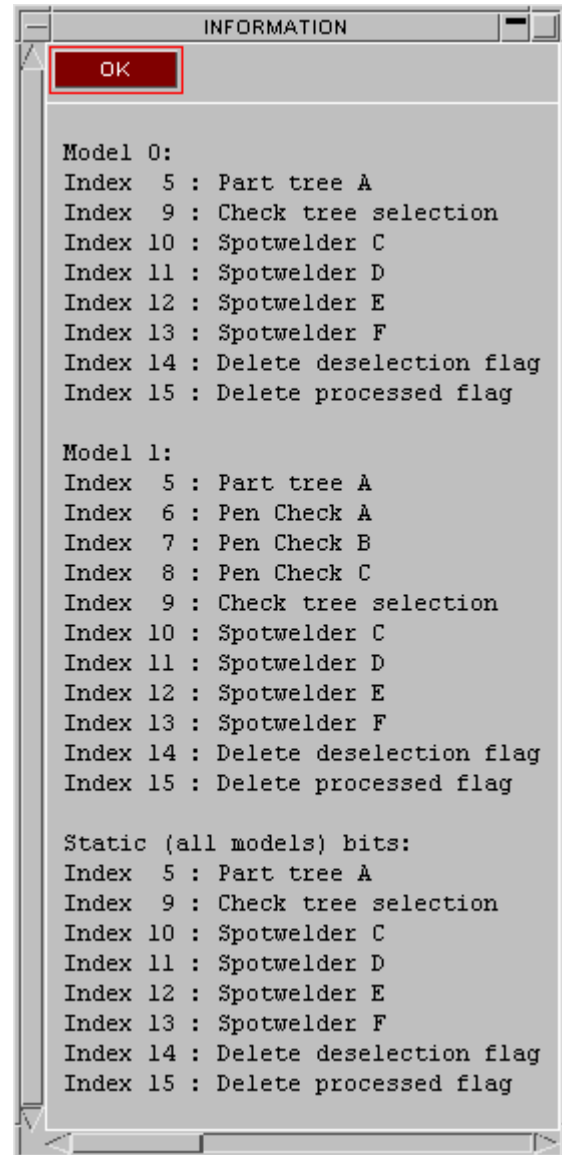 INFORMATION
OK
Model 0:
Index  5 : Part tree A
Index  9 : Check tree selection
Index 10 : Spotwelder C
Index 11 : Spotwelder D
Index 12 : Spotwelder E
Index 13 : Spotwelder F
Index 14 : Delete deselection flag
Index 15 : Delete processed flag
Model 1:
Index  5 : Part tree A
Index  6 : Pen Check A
Index  7 : Pen Check B
Index  8 : Pen Check C
Index  9 : Check tree selection
Index 10 : Spotwelder C
Index 11 : Spotwelder D
Index 12 : Spotwelder E
Index 13 : Spotwelder F
Index 14 : Delete deselection flag
Index 15 : Delete processed flag
Static (all models) bits:
Index  5 : Part tree A
Index  9 : Check tree selection
Index 10 : Spotwelder C
Index 11 : Spotwelder D
Index 12 : Spotwelder E
Index 13 : Spotwelder F
Index 14 : Delete deselection flag
Index 15 : Delete processed flag